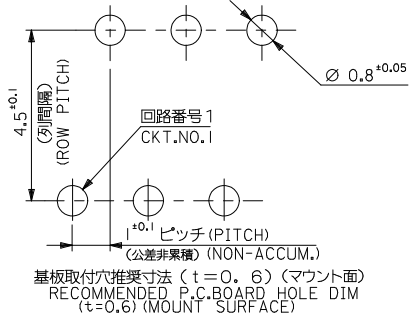 Ø 0.8±0.05
4.5±0.1
(列間隔)
(ROW PITCH)
回路番号1
CKT.NO.1
1±0.1 ピッチ(PITCH)
(公差非累積)(NON-ACCUM.)
基板取付穴推奨寸法(t=0.6)(マウント面)
RECOMMENDED P.C.BOARD HOLE DIM
(t=0.6)(MOUNT SURFACE)